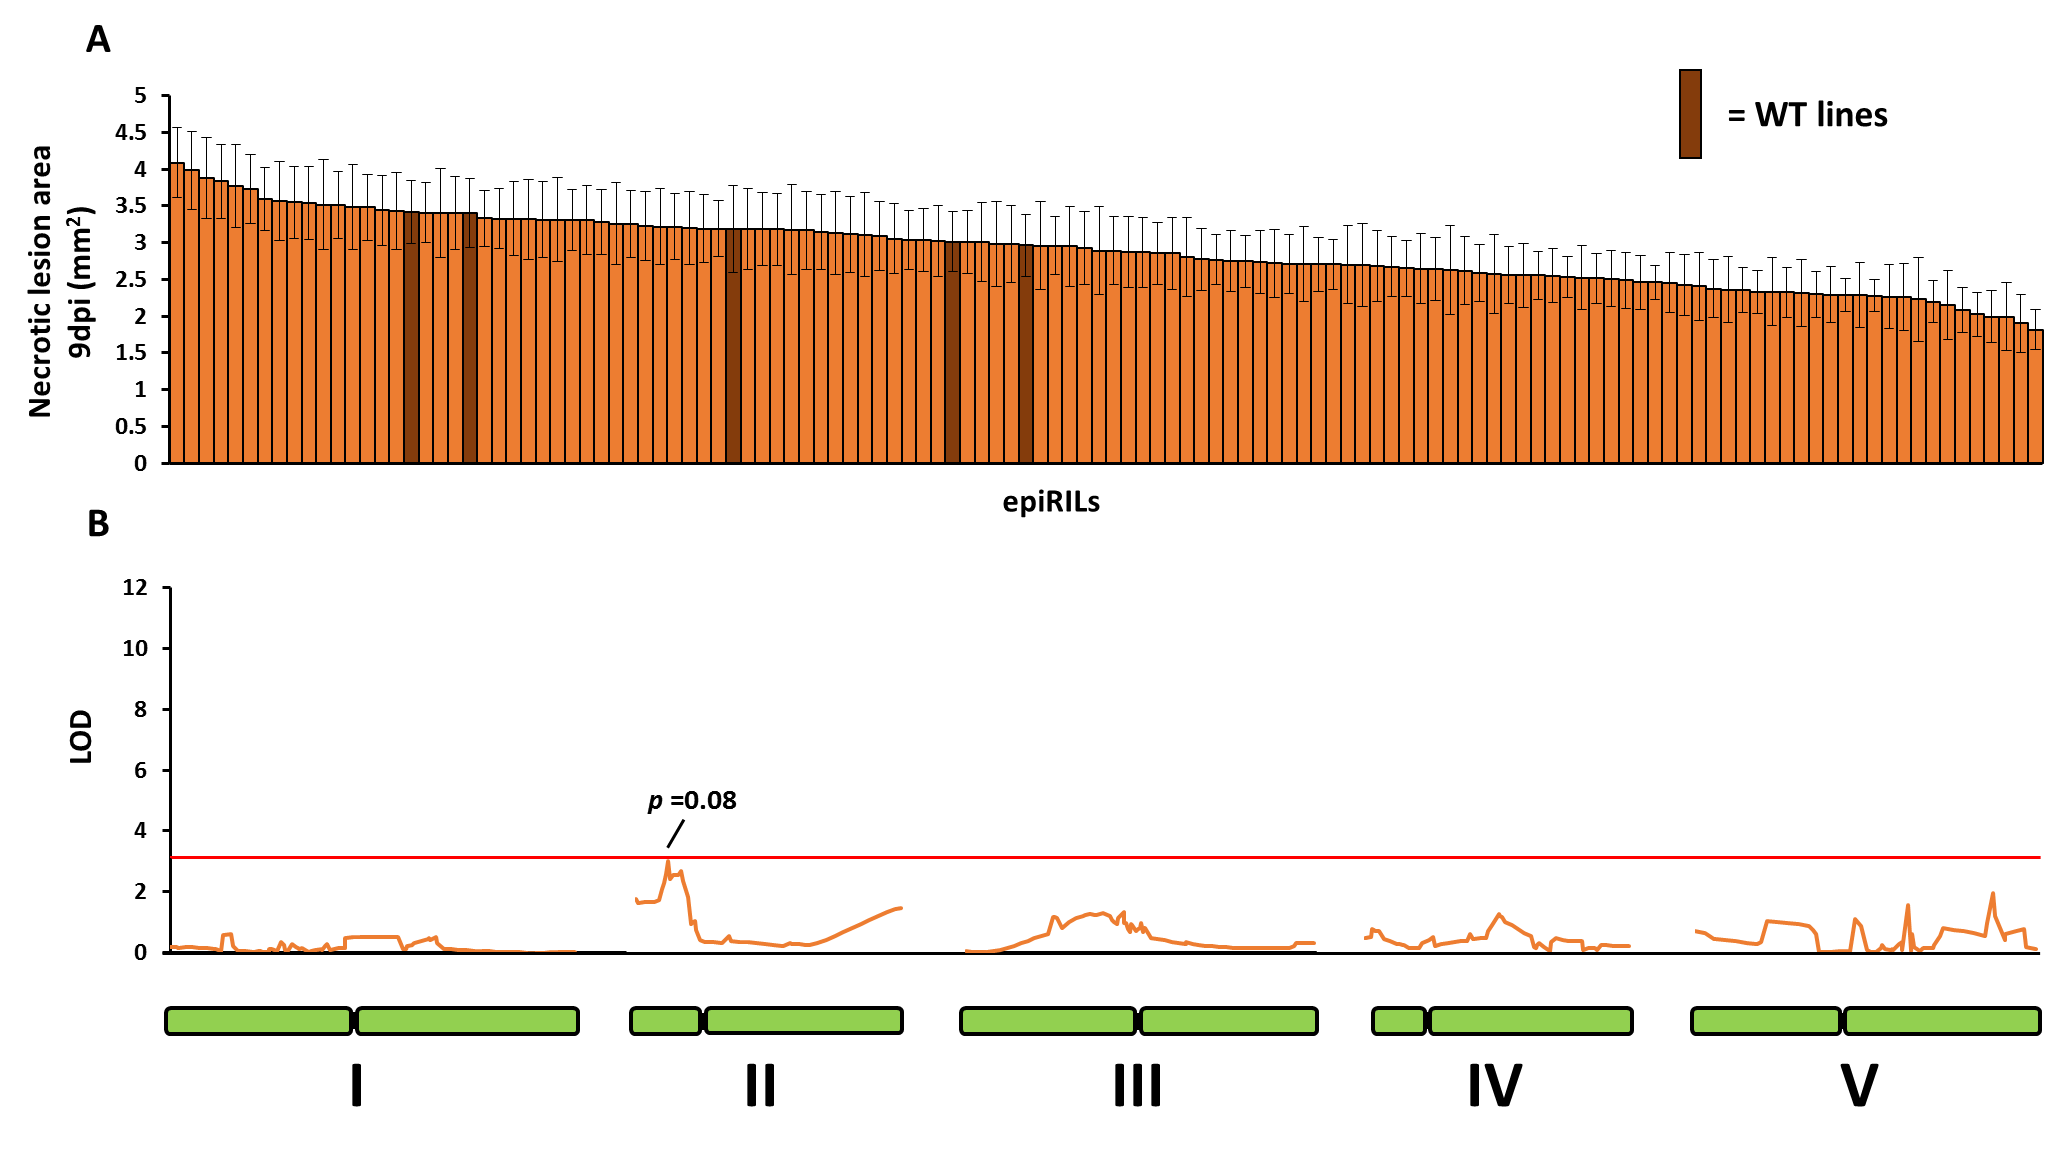 A
= WT lines
5
4.5
4
3.5
3
2.5
2
1.5
1
0.5
0
Necrotic lesion area
9dpi (mm²)
epiRILs
B
12
10
8
6
4
2
0
LOD
p =0.08
I
II
III
IV
V